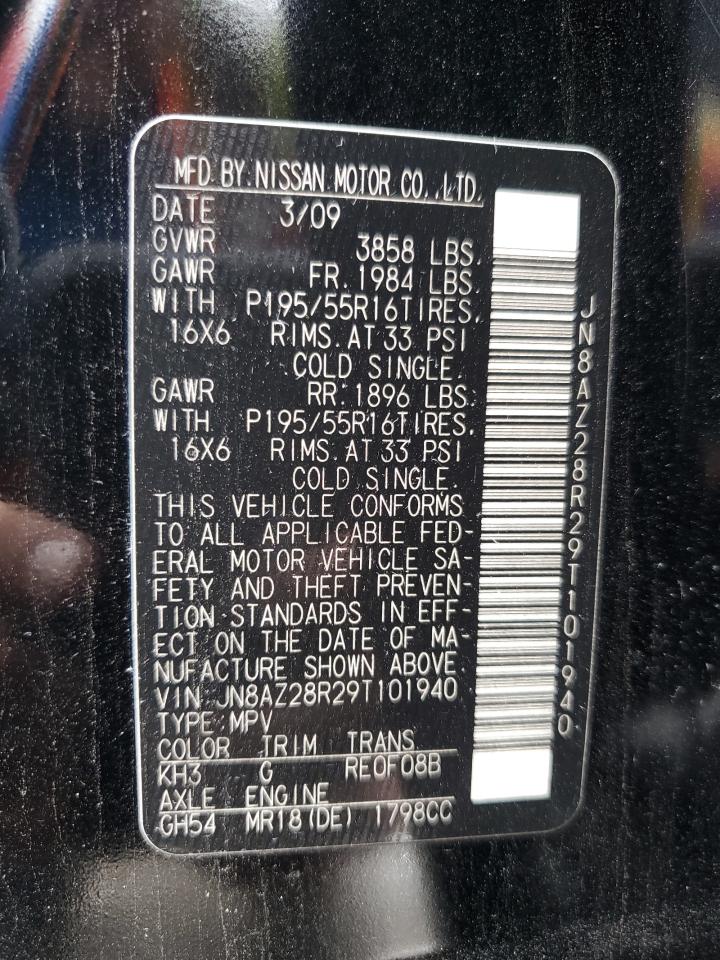 MFD BY NISSAN MOTOR CO., LTD.
DATE 3/09
GVWR 3858 LBS.
GAWR FR. 1984 LBS.
WITH P195/55R16TIRES.
16X6 RIMS. AT 33 PSI
COLD SINGLE.
GAWR RR. 1896 LBS.
WITH P195/55R16TIRES.
16X6 RIMS. AT 33 PSI
COLD SINGLE.
THIS VEHICLE CONFORMS
TO ALL APPLICABLE FED-
ERAL MOTOR VEHICLE SA-
FETY AND THEFT PREVEN-
TION STANDARDS IN EFF-
ECT ON THE DATE OF MA-
NUFACTURE SHOWN ABOVE
VIN JN8AZ28R29T101940
TYPE:MPV
COLOR TRIM TRANS
KH3 G RE0F08B
AXLE ENGINE
GH54 MR18(DE) 1798CC
JN8AZ28R29T101940